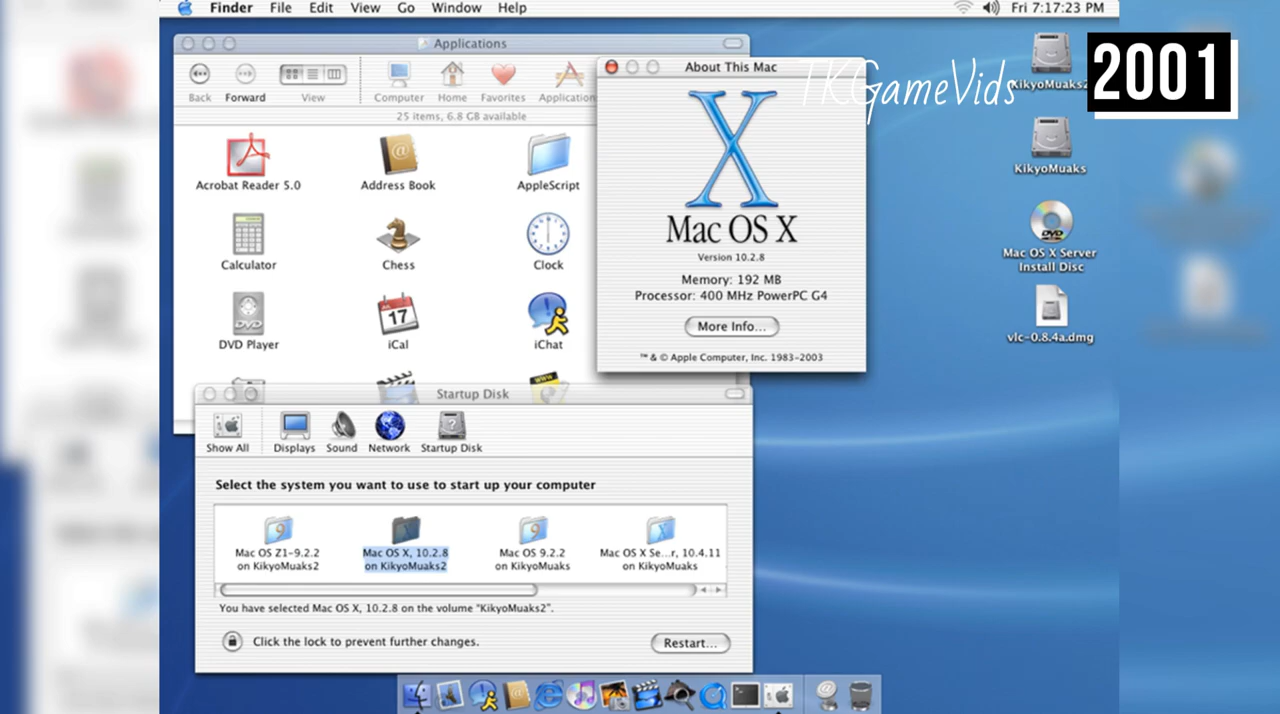 Finder File Edit View Go Window Help
Fri 7:17:23 PM
2001
TKGameVids
Applications
Back Forward View Computer Home Favorites Application
25 items, 6.8 GB available
Acrobat Reader 5.0 Address Book AppleScript
Calculator Chess Clock
17
DVD
DVD Player iCal iChat
WWW
About This Mac
X
Mac OS X
Version 10.2.8
Memory: 192 MB
Processor: 400 MHz PowerPC G4
More Info...
™ & © Apple Computer, Inc. 1983-2003
KikyoMuaks2
KikyoMuaks
DVD
Mac OS X Server
Install Disc
vlc-0.8.4a.dmg
Startup Disk
Show All Displays Sound Network Startup Disk
Select the system you want to use to start up your computer
Mac OS Z1-9.2.2
on KikyoMuaks2
Mac OS X, 10.2.8
on KikyoMuaks2
Mac OS 9.2.2
on KikyoMuaks
Mac OS X Se...r, 10.4.11
on KikyoMuaks
You have selected Mac OS X, 10.2.8 on the volume "KikyoMuaks2".
Click the lock to prevent further changes.
Restart...